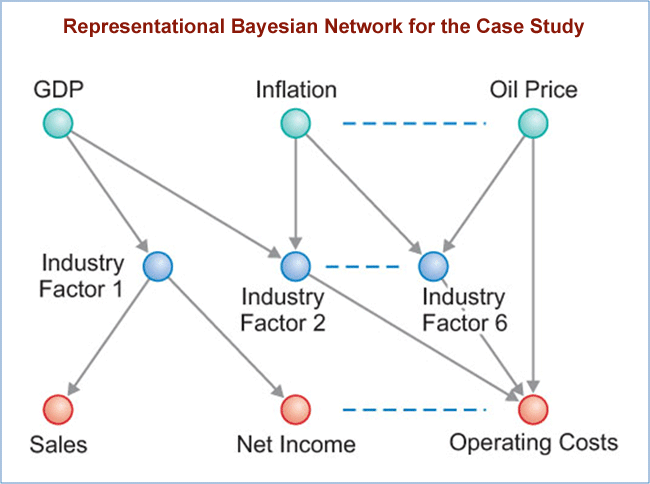 Representational Bayesian Network for the Case Study
GDP
Inflation
Oil Price
Industry
Factor 1
Industry
Factor 2
Industry
Factor 6
Sales
Net Income
Operating Costs